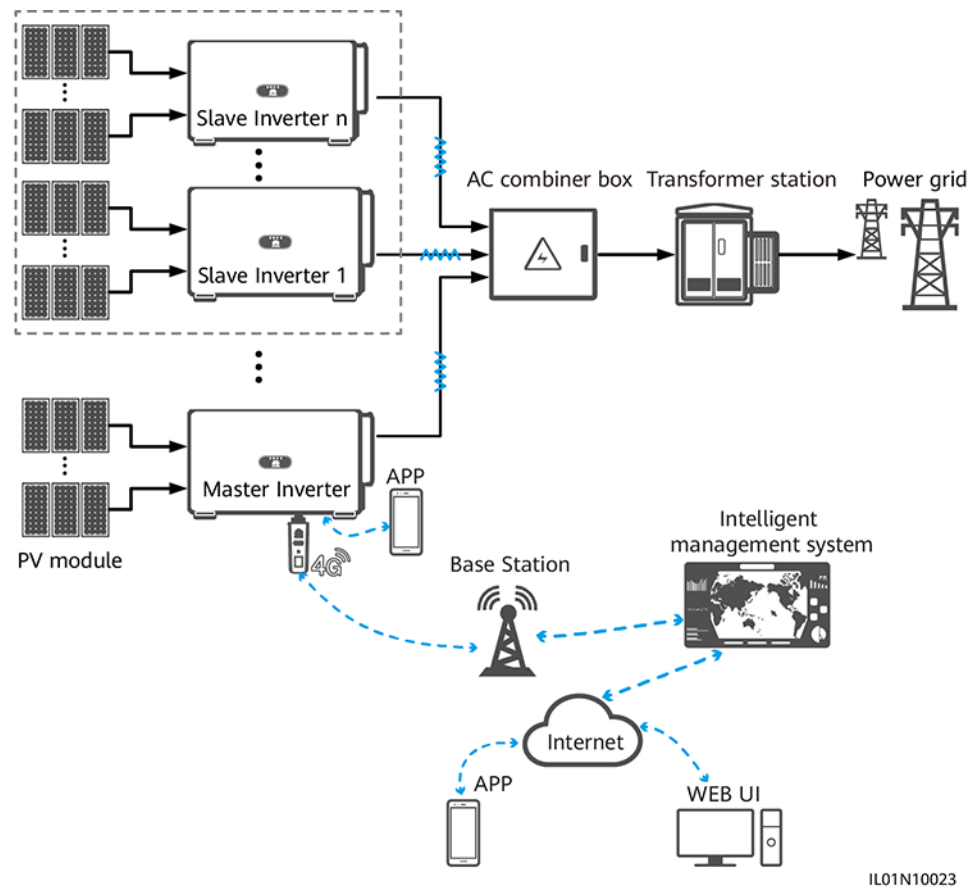 Slave Inverter n
AC combiner box
Transformer station
Power grid
Slave Inverter 1
Master Inverter
APP
PV module
4G
Base Station
Intelligent
management system
Internet
APP
WEB UI
IL01N10023